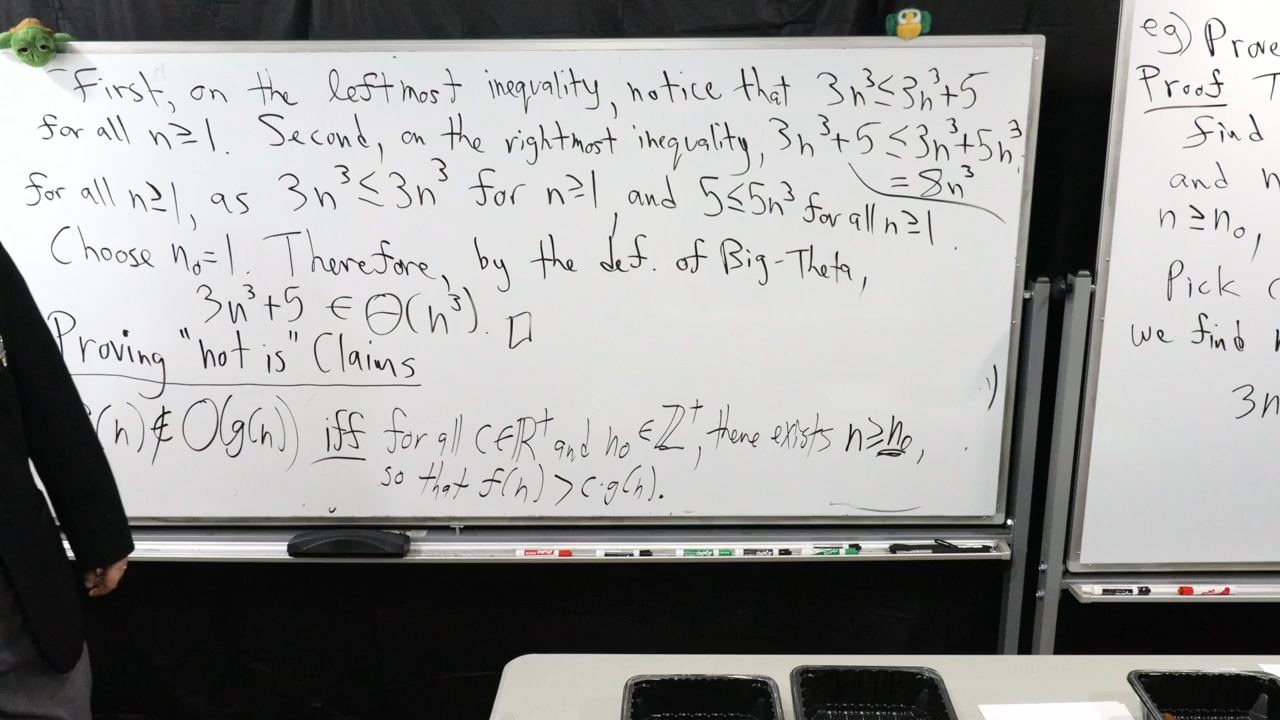 First, on the leftmost inequality, notice that 3n³≤3n³+5
for all n≥1. Second, on the rightmost inequality, 3n³+5≤3n³+5n³,
=8n³
for all n≥1, as 3n³≤3n³ for n≥1, and 5≤5n³ for all n≥1.
Choose n₀=1. Therefore, by the def. of Big-Theta,
3n³+5 ∈ Θ(n³). □
Proving "not is" Claims
(n)∉O(g(n)) iff for all c∈ℝ⁺ and n₀∈ℤ⁺, there exists n≥n₀,
so that f(n)>c·g(n).
eg) Prove
Proof T
find
and n
n≥n₀,
Pick c
we find n
3n